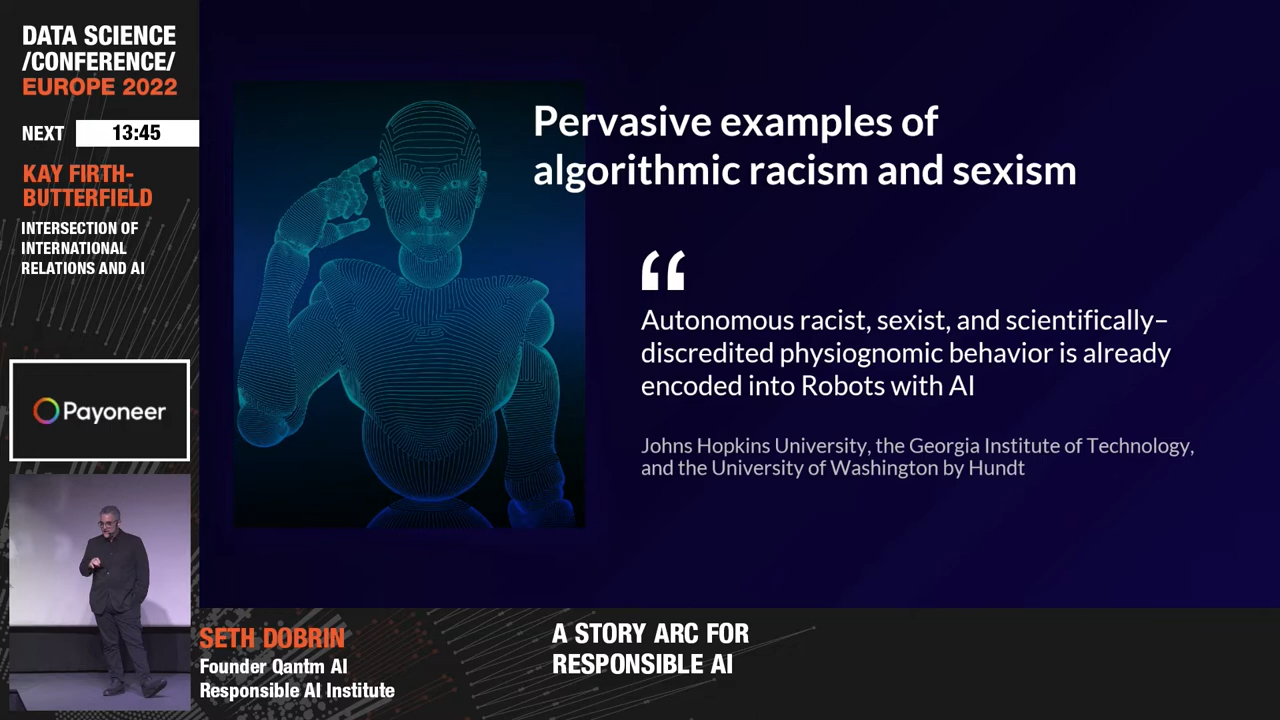 DATA SCIENCE
/CONFERENCE/
EUROPE 2022
NEXT 13:45
KAY FIRTH-
BUTTERFIELD
INTERSECTION OF
INTERNATIONAL
RELATIONS AND AI
Payoneer
Pervasive examples of
algorithmic racism and sexism
“
Autonomous racist, sexist, and scientifically–
discredited physiognomic behavior is already
encoded into Robots with AI
Johns Hopkins University, the Georgia Institute of Technology,
and the University of Washington by Hundt
SETH DOBRIN
Founder Qantm AI
Responsible AI Institute
A STORY ARC FOR
RESPONSIBLE AI